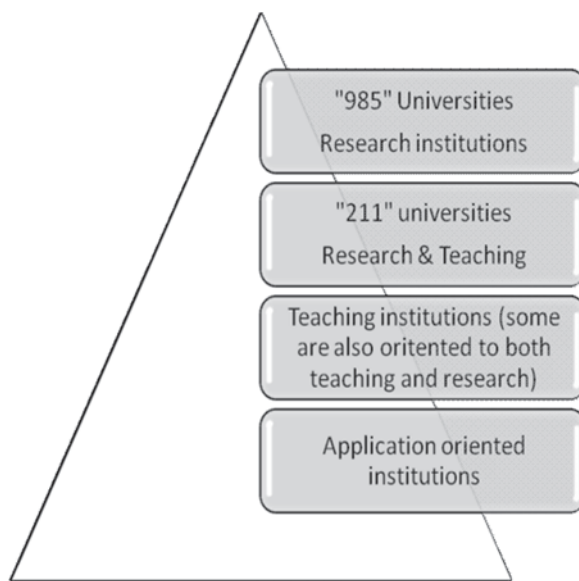 "985" Universities
Research institutions
"211" universities
Research & Teaching
Teaching institutions (some
are also oritented to both
teaching and research)
Application oriented
institutions